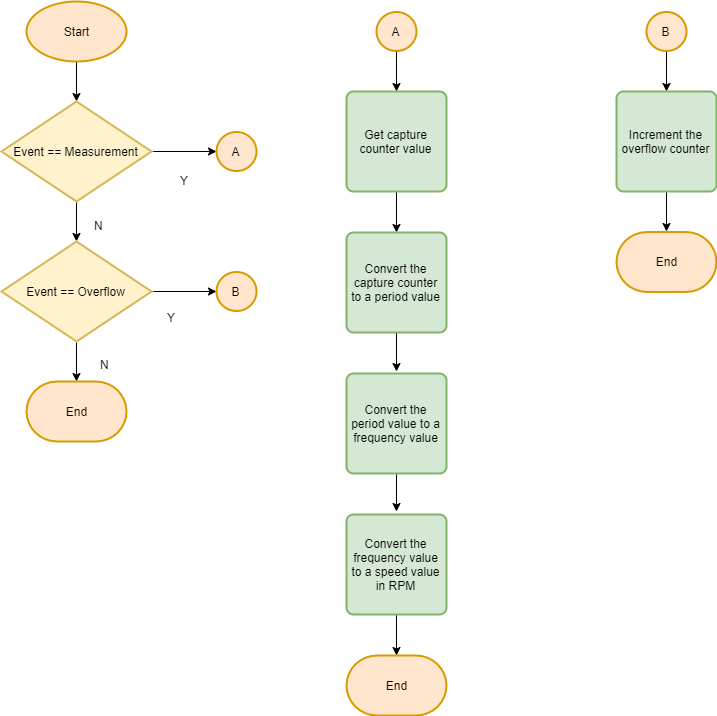 Start
Event == Measurement
A
Y
N
Event == Overflow
B
Y
N
End
A
Get capture
counter value
Convert the
capture counter
to a period value
Convert the
period value to a
frequency value
Convert the
frequency value
to a speed value
in RPM
End
B
Increment the
overflow counter
End